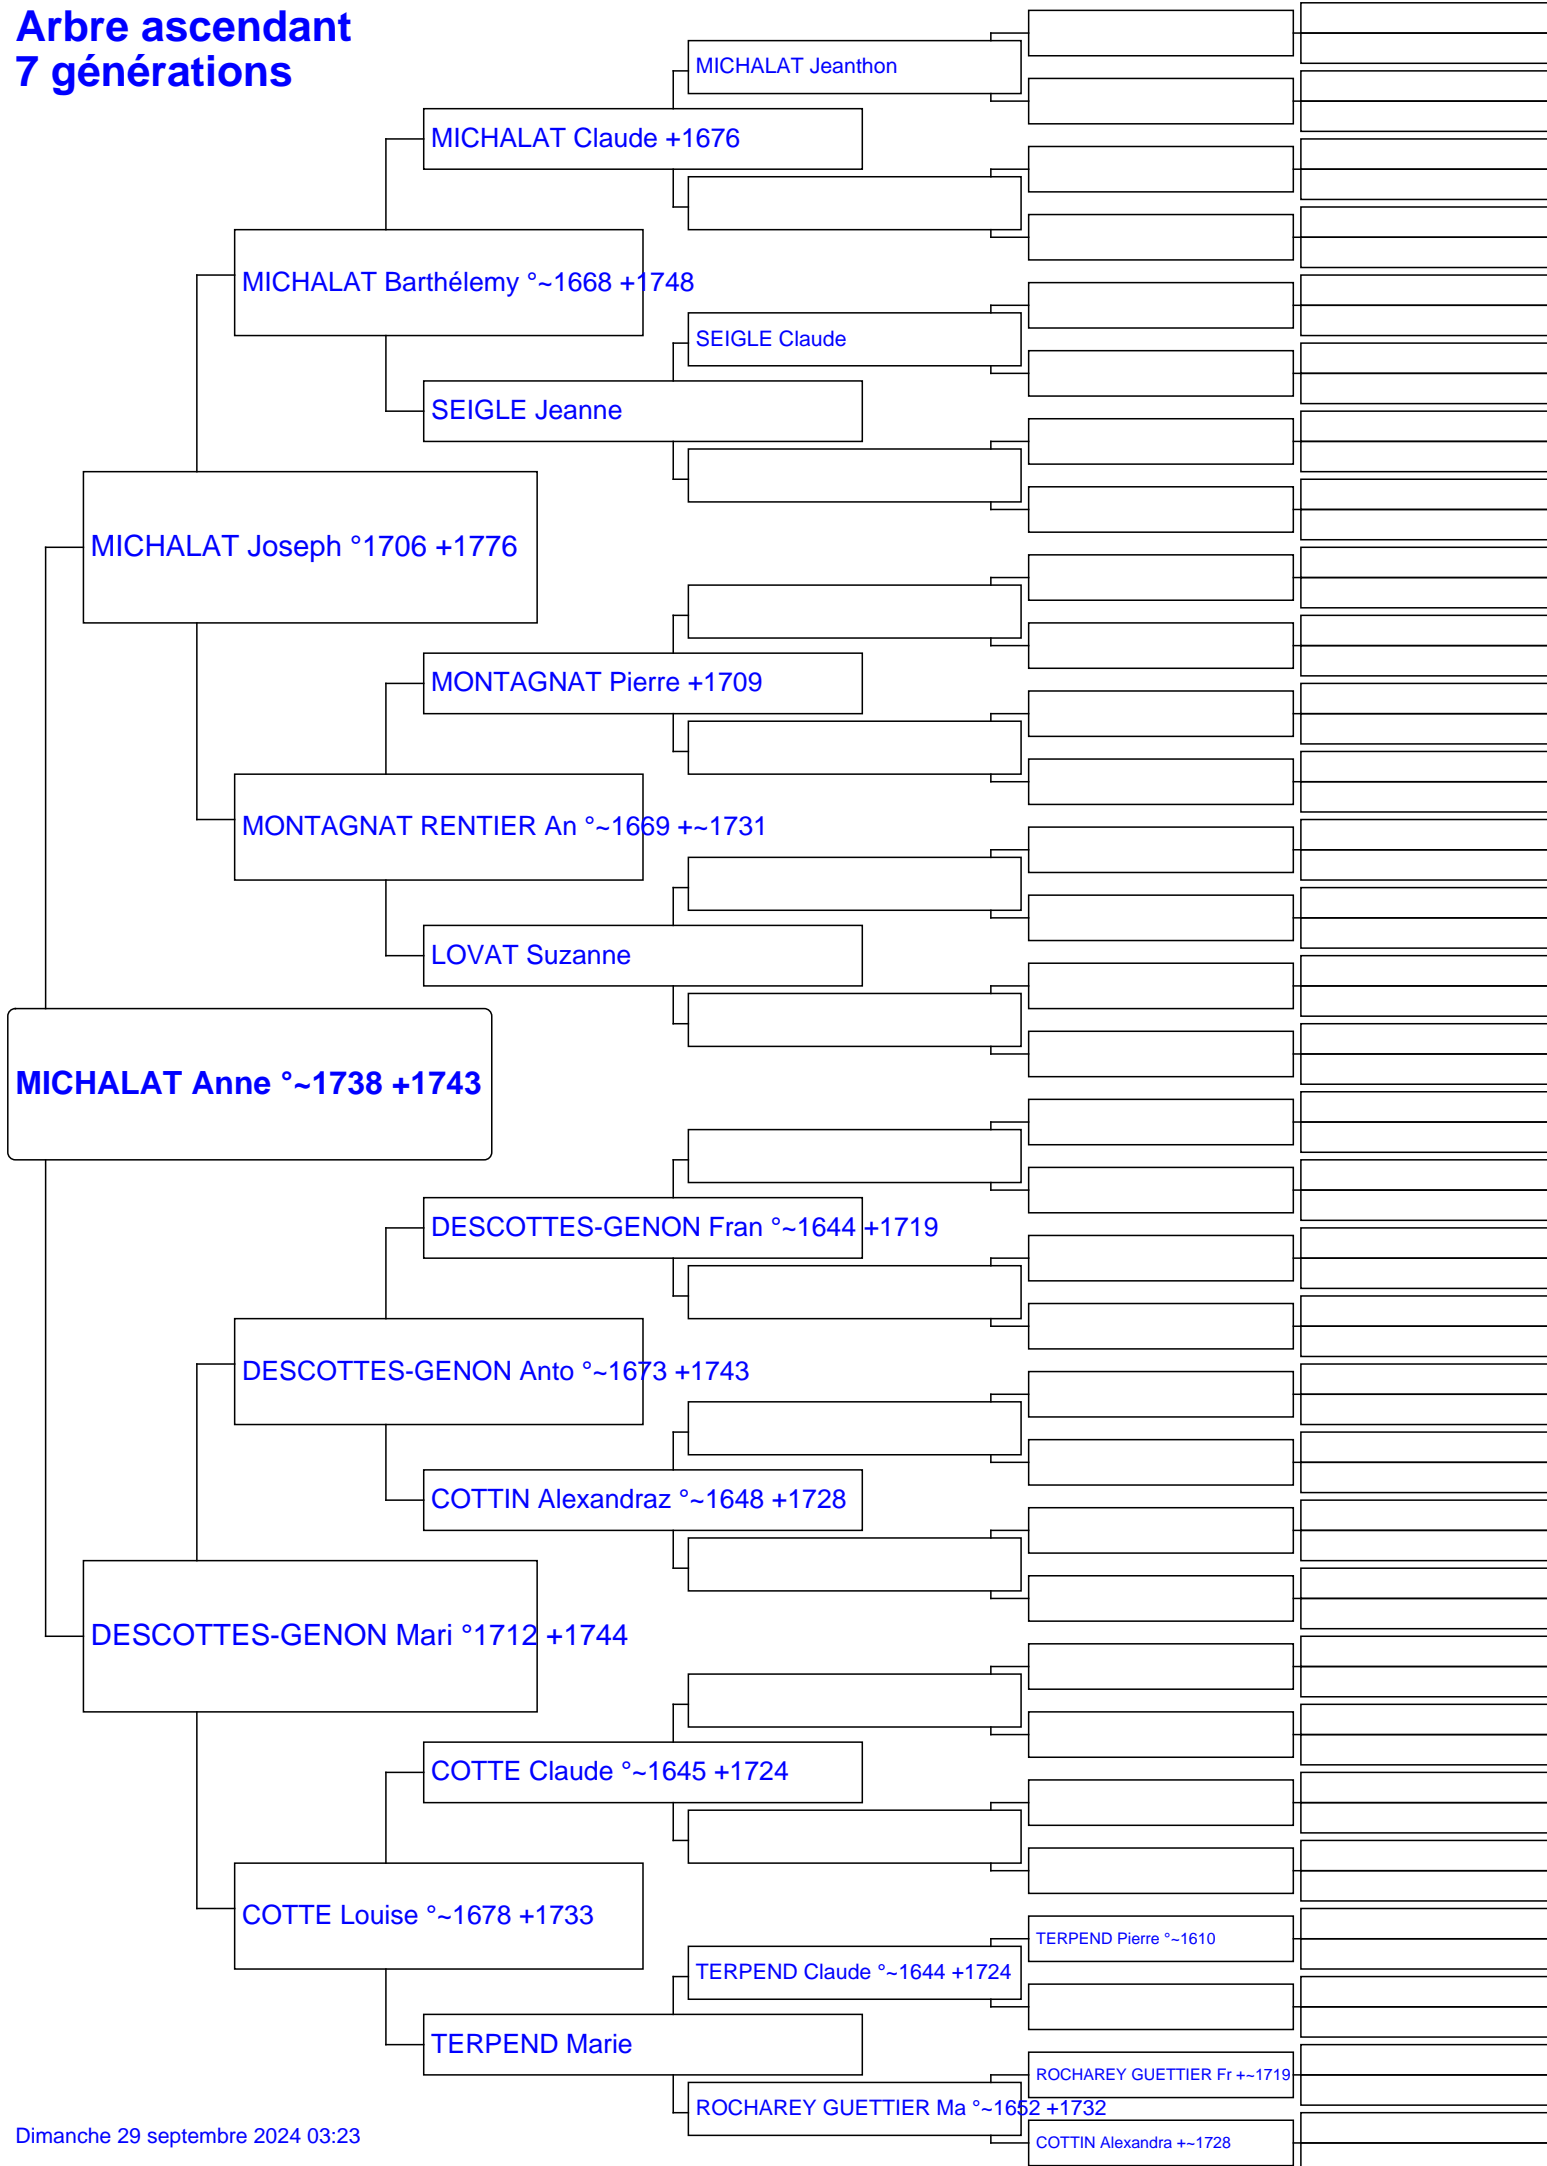 Arbre ascendant
7 générations
MICHALAT Jeanthon
MICHALAT Claude +1676
MICHALAT Barthélemy °~1668 +1748
SEIGLE Claude
SEIGLE Jeanne
MICHALAT Joseph °1706 +1776
MONTAGNAT Pierre +1709
MONTAGNAT RENTIER An °~1669 +~1731
LOVAT Suzanne
MICHALAT Anne °~1738 +1743
DESCOTTES-GENON Fran °~1644 +1719
DESCOTTES-GENON Anto °~1673 +1743
COTTIN Alexandraz °~1648 +1728
DESCOTTES-GENON Mari °1712 +1744
COTTE Claude °~1645 +1724
COTTE Louise °~1678 +1733
TERPEND Pierre °~1610
TERPEND Claude °~1644 +1724
TERPEND Marie
ROCHAREY GUETTIER Fr +~1719
ROCHAREY GUETTIER Ma °~1652 +1732
COTTIN Alexandra +~1728
Dimanche 29 septembre 2024 03:23